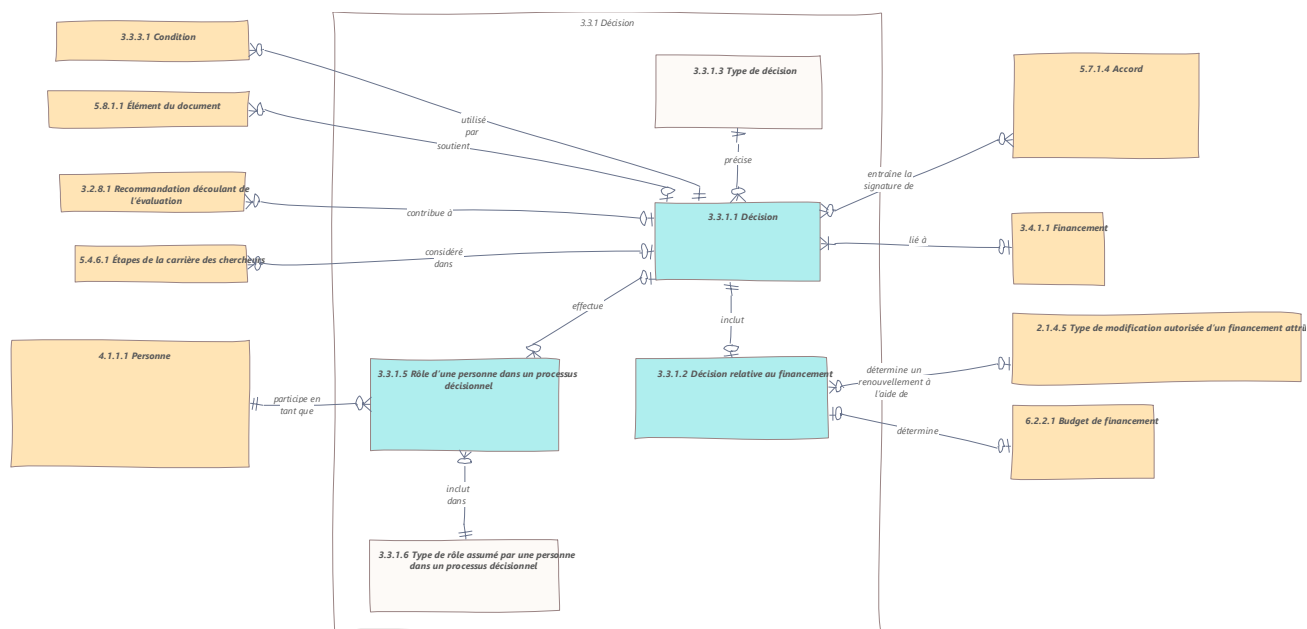 3.3.1 Décision
3.3.3.1 Condition
3.3.1.3 Type de décision
5.7.1.4 Accord
5.8.1.1 Élément du document
utilisé
par
soutient
précise
entraîne la
signature de
3.2.8.1 Recommandation découlant de
l'évaluation
contribue à
3.3.1.1 Décision
3.4.1.1 Financement
lié à
5.4.6.1 Étapes de la carrière des chercheurs
considéré
dans
effectue
inclut
2.1.4.5 Type de modification autorisée d'un financement
4.1.1.1 Personne
3.3.1.5 Rôle d'une personne dans un processus
décisionnel
3.3.1.2 Décision relative au financement
détermine un
renouvellement à
l'aide de
participe en
tant que
6.2.2.1 Budget de financement
détermine
inclut
dans
3.3.1.6 Type de rôle assumé par une personne
dans un processus décisionnel